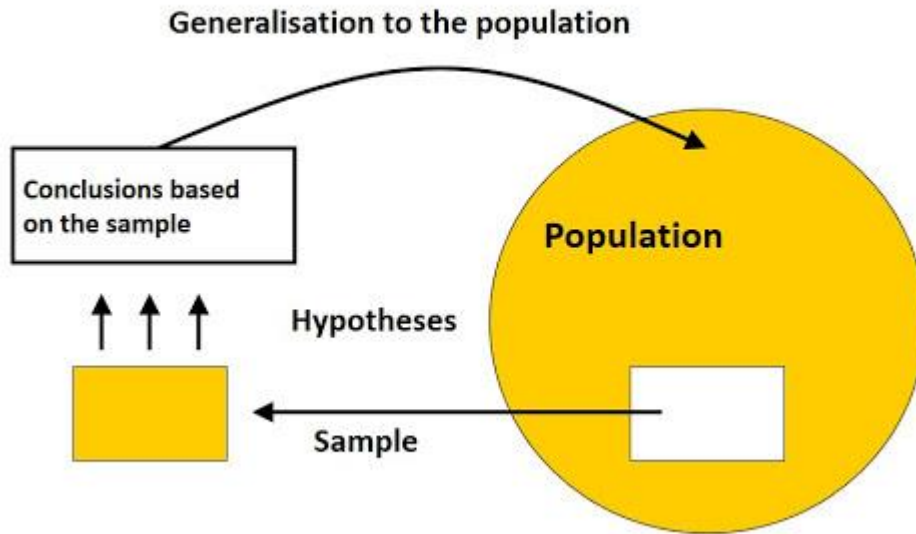 Generalisation to the population
Conclusions based
on the sample
Population
Hypotheses
Sample